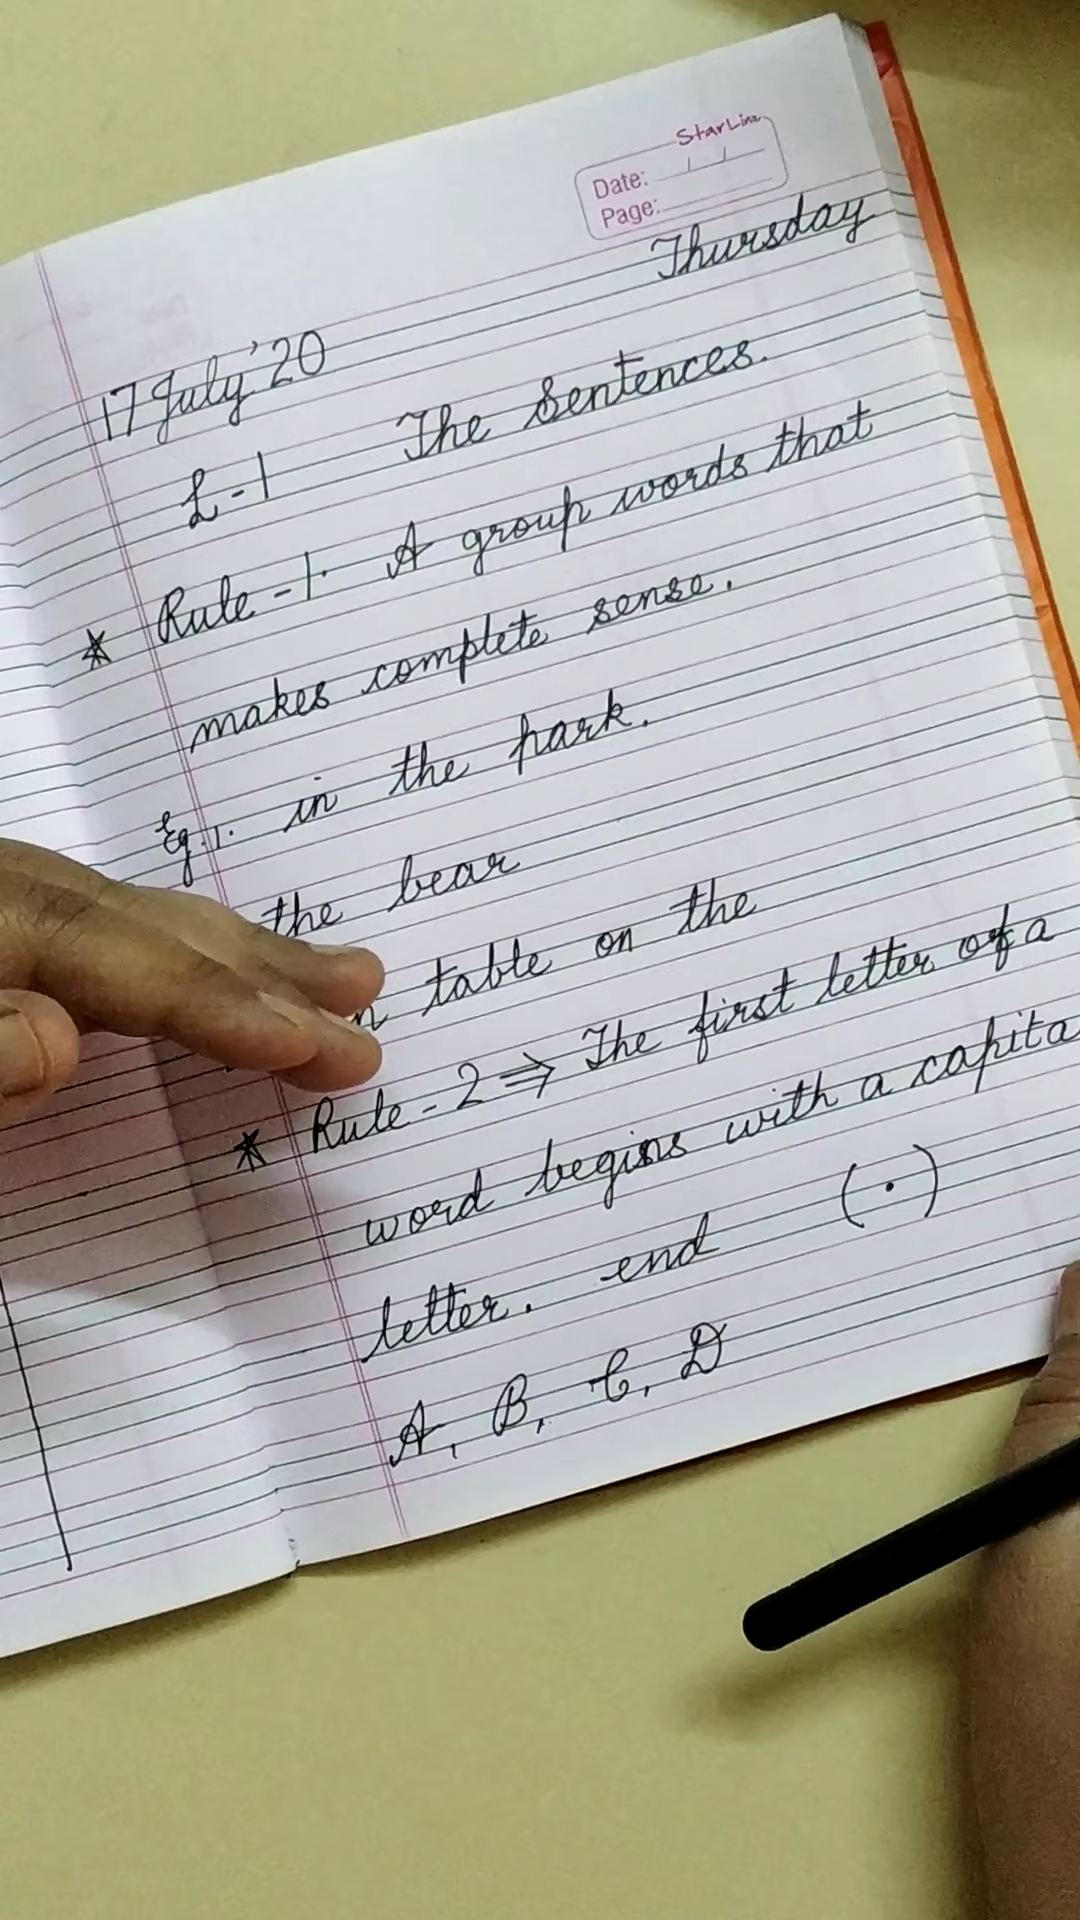 StarLine
Date: / /
Page:
Thursday
17 July '20
L-1 The Sentences.
* Rule-1. A group words that
makes complete sense.
Eg.1. in the park.
the bear
table on the
* Rule-2 ⇒ The first letter of a
word begins with a
letter. end (.)
A, B, C, D